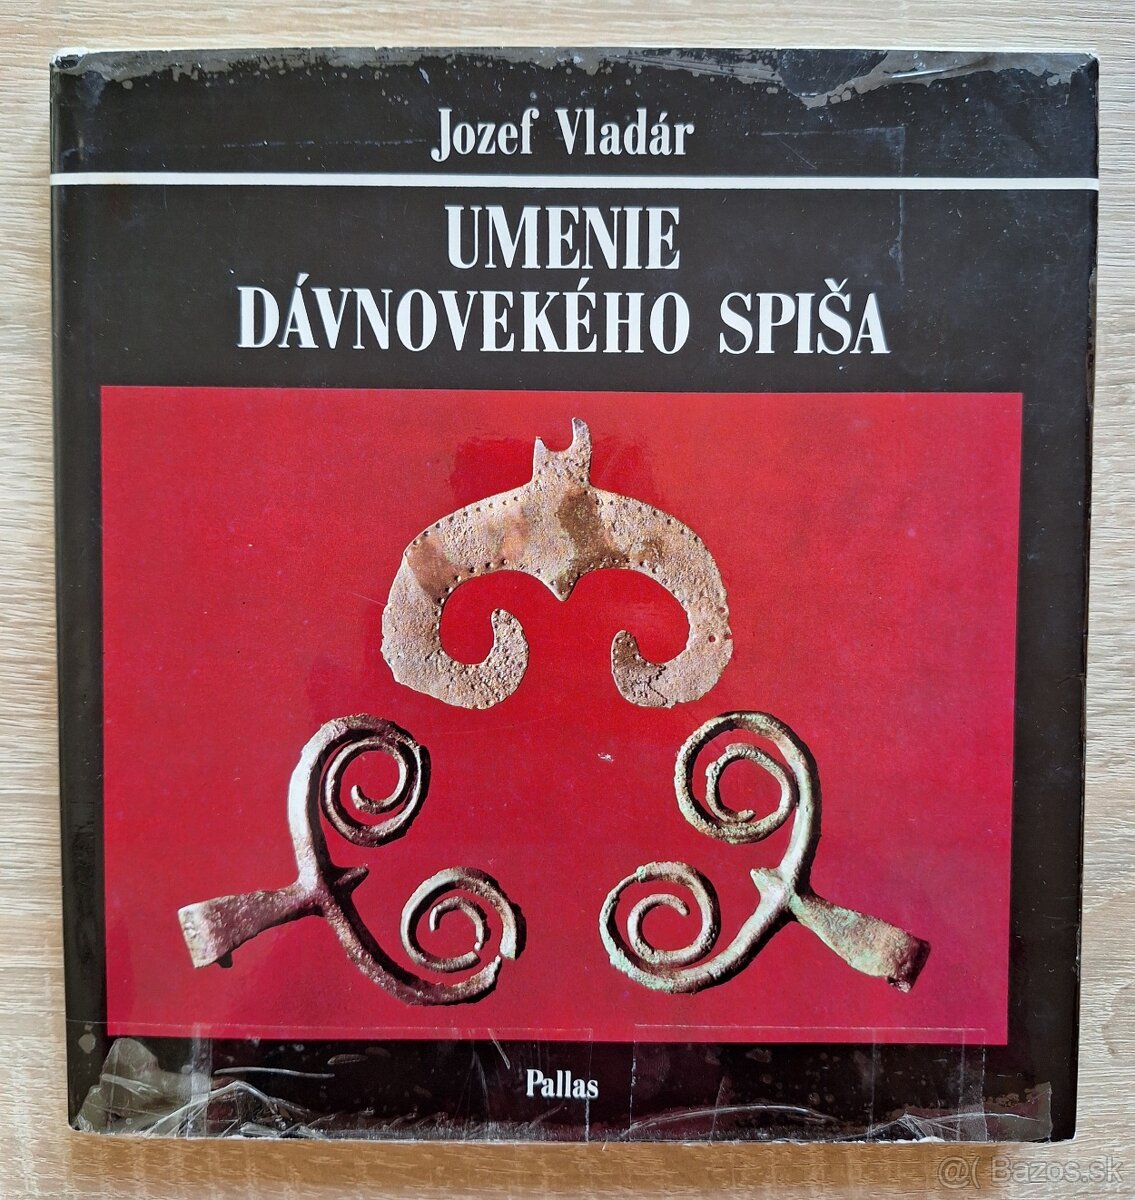 Jozef Vladár
UMENIE
DÁVNOVEKÉHO SPIŠA
Pallas
@( Bazos.sk